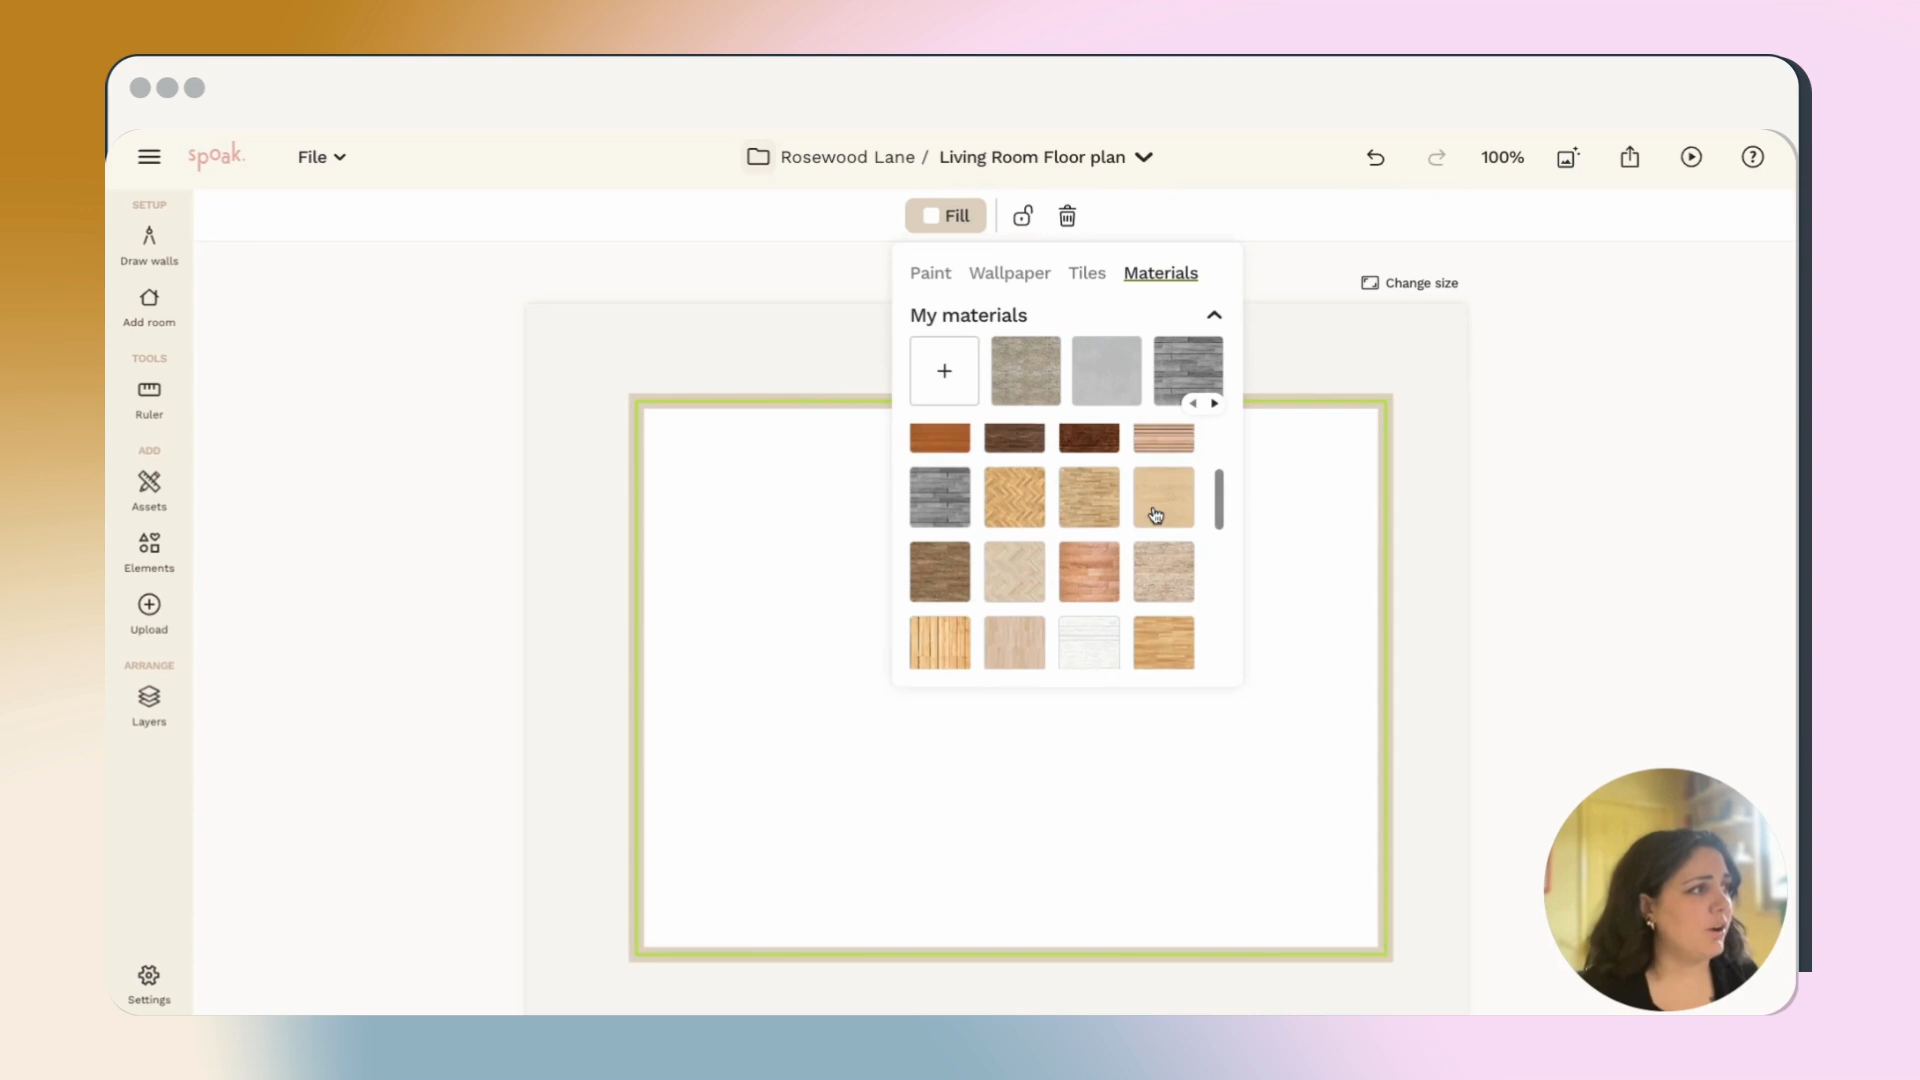 spoak.
File
Rosewood Lane / Living Room Floor plan
100%
SETUP
Draw walls
Add room
TOOLS
Ruler
ADD
Assets
Elements
Upload
ARRANGE
Layers
Settings
Fill
Paint Wallpaper Tiles Materials
My materials
Change size